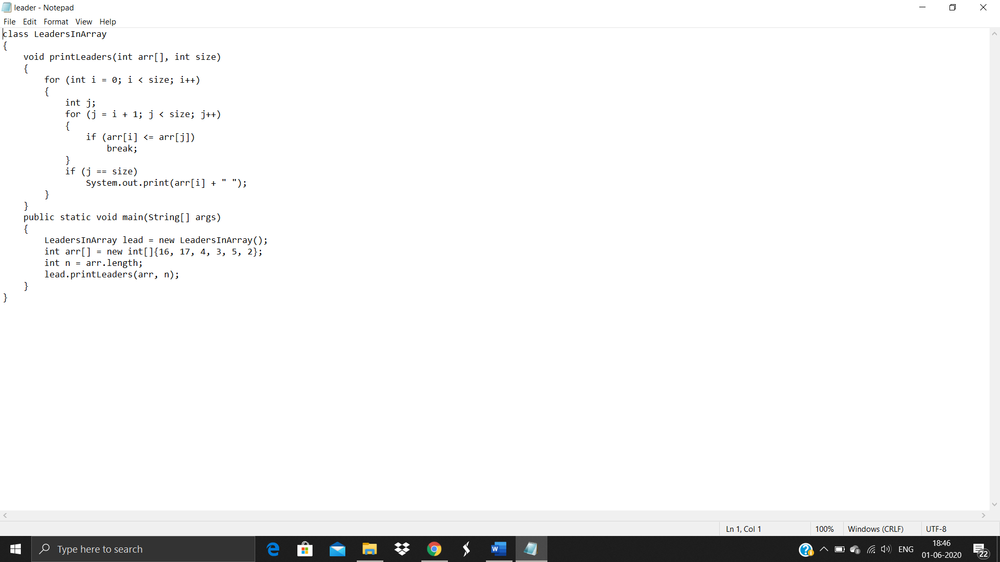 leader - Notepad
File Edit Format View Help
class LeadersInArray
{
    void printLeaders(int arr[], int size)
    {
        for (int i = 0; i < size; i++)
        {
            int j;
            for (j = i + 1; j < size; j++)
            {
                if (arr[i] <= arr[j])
                    break;
            }
            if (j == size)
                System.out.print(arr[i] + " ");
        }
    }
    public static void main(String[] args)
    {
        LeadersInArray lead = new LeadersInArray();
        int arr[] = new int[]{16, 17, 4, 3, 5, 2};
        int n = arr.length;
        lead.printLeaders(arr, n);
    }
}
Ln 1, Col 1 100% Windows (CRLF) UTF-8
Type here to search
W
ENG
18:46
01-06-2020
22